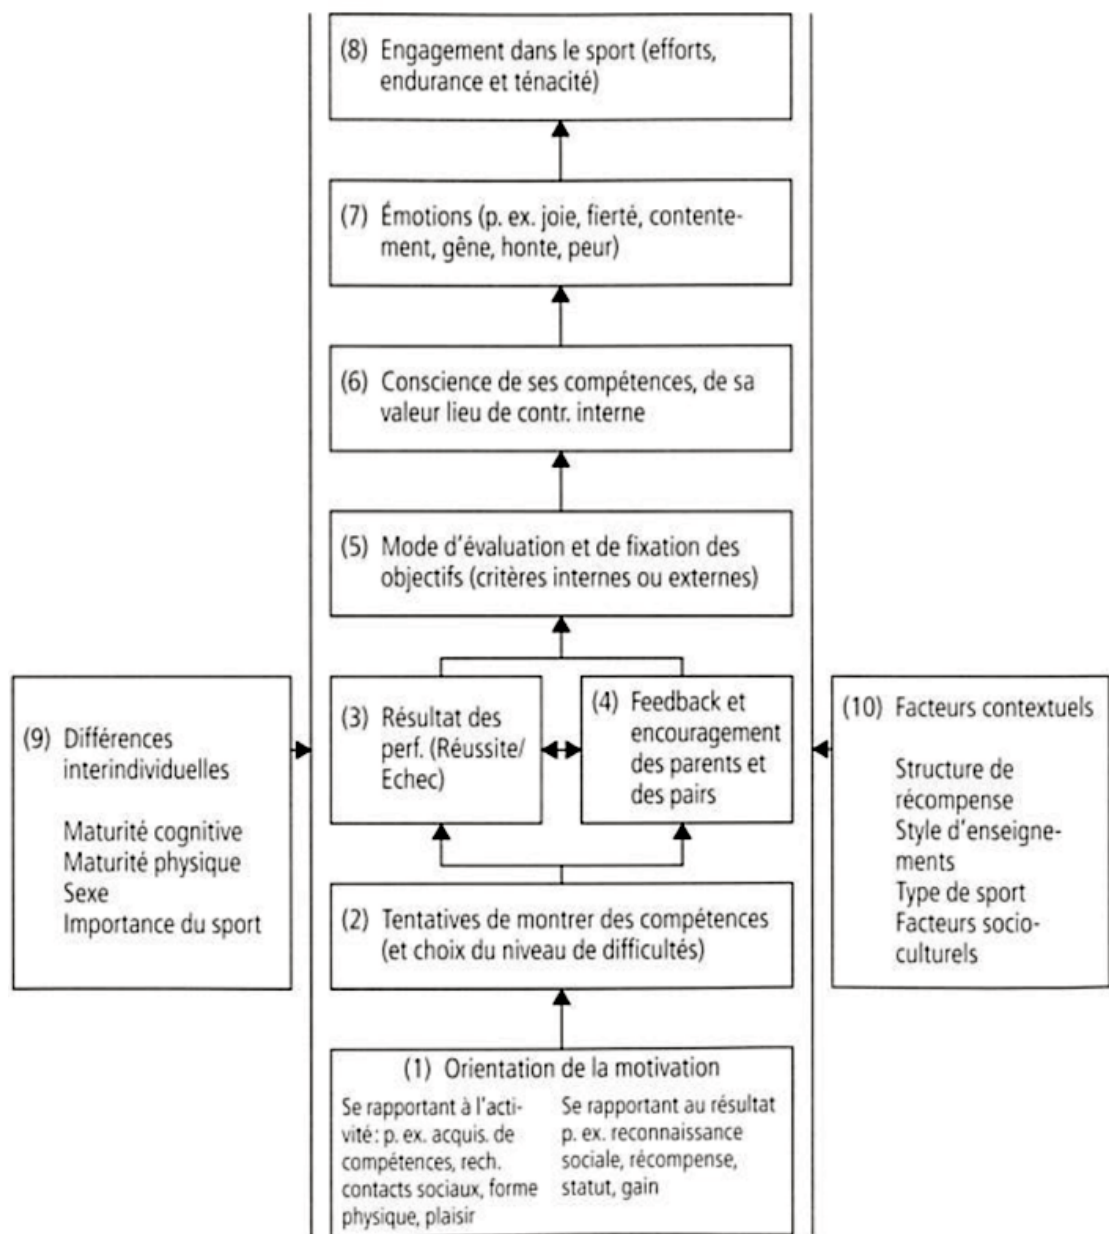 (8) Engagement dans le sport (efforts,
endurance et ténacité)
(7) Émotions (p. ex. joie, fierté, contente-
ment, gêne, honte, peur)
(6) Conscience de ses compétences, de sa
valeur lieu de contr. interne
(5) Mode d'évaluation et de fixation des
objectifs (critères internes ou externes)
(9) Différences
interindividuelles
Maturité cognitive
Maturité physique
Sexe
Importance du sport
(3) Résultat des
perf. (Réussite/
Echec)
(4) Feedback et
encouragement
des parents et
des pairs
(10) Facteurs contextuels
Structure de
récompense
Style d'enseigne-
ments
Type de sport
Facteurs socio-
culturels
(2) Tentatives de montrer des compétences
(et choix du niveau de difficultés)
(1) Orientation de la motivation
Se rapportant à l'acti-
vité: p. ex. acquis. de
compétences, rech.
contacts sociaux, forme
physique, plaisir
Se rapportant au résultat
p. ex. reconnaissance
sociale, récompense,
statut, gain